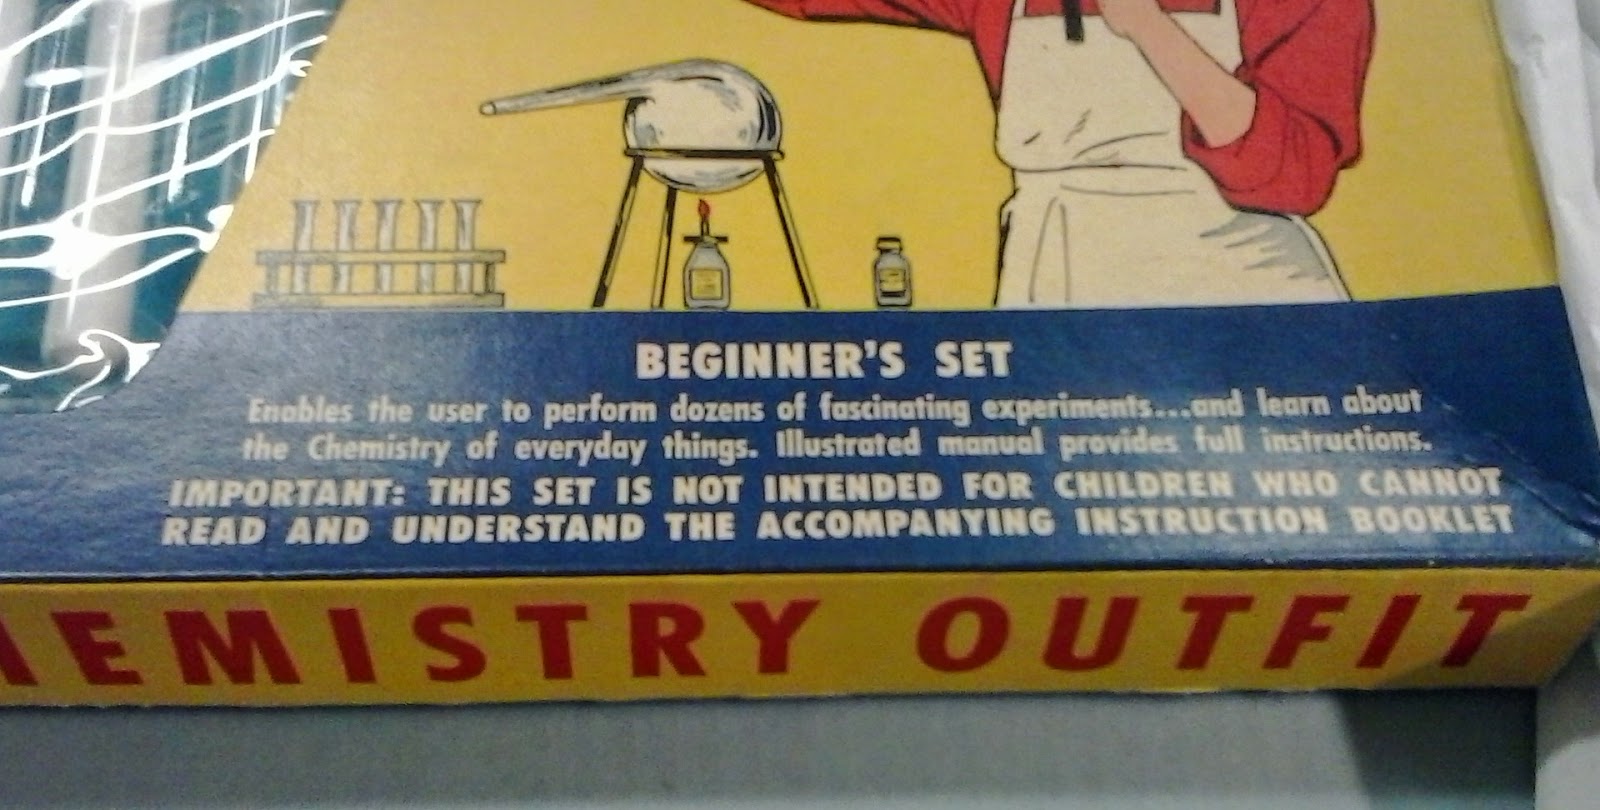 BEGINNER'S SET
Enables the user to perform dozens of fascinating experiments...and learn about
the Chemistry of everyday things. Illustrated manual provides full instructions.
IMPORTANT: THIS SET IS NOT INTENDED FOR CHILDREN WHO CANNOT
READ AND UNDERSTAND THE ACCOMPANYING INSTRUCTION BOOKLET
HEMISTRY OUTFIT